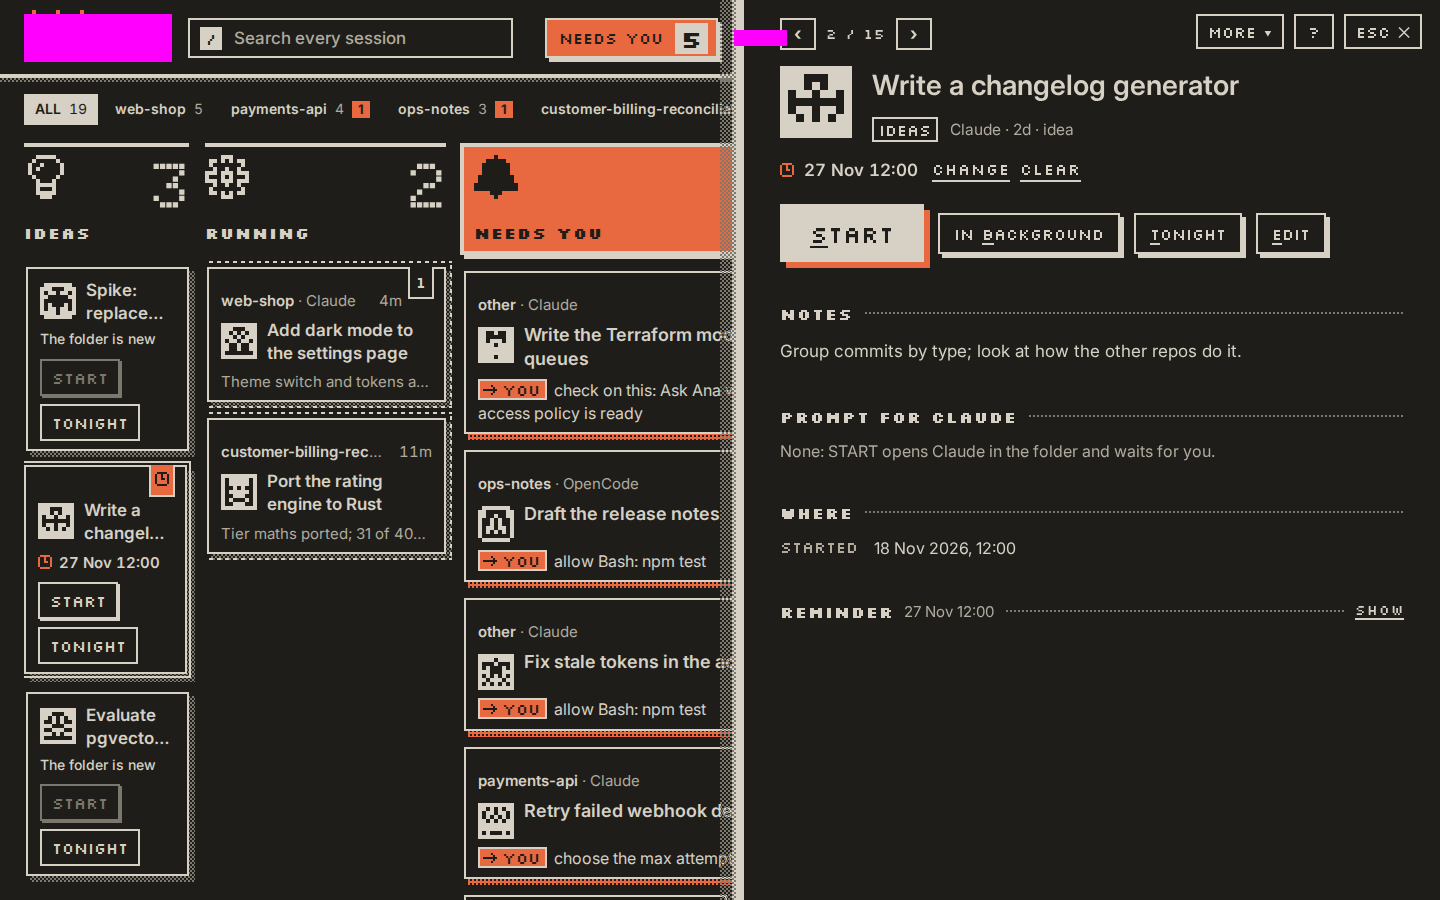 / Search every session
NEEDS YOU 5
ALL 19 web-shop 5 payments-api 4 1 ops-notes 3 1
3
IDEAS
2
RUNNING
NEEDS YOU
Spike:
replace...
The folder is new
START
TONIGHT
Write a
changel...
27 Nov 12:00
START
TONIGHT
Evaluate
pgvecto...
The folder is new
START
TONIGHT
1
web-shop · Claude 4m
Add dark mode to
the settings page
Theme switch and tokens a...
customer-billing-rec... 11m
Port the rating
engine to Rust
Tier maths ported; 31 of 40...
other · Claude
Write the Terraform
queues
→ YOU check on this: Ask Ana
access policy is ready
ops-notes · OpenCode
Draft the release notes
→ YOU allow Bash: npm test
other · Claude
Fix stale tokens in the
→ YOU allow Bash: npm test
payments-api · Claude
Retry failed webhook
→ YOU choose the max
‹ 2 / 15 ›
MORE ▾ ? ESC ×
Write a changelog generator
IDEAS Claude · 2d · idea
27 Nov 12:00 CHANGE CLEAR
START IN BACKGROUND TONIGHT EDIT
NOTES
Group commits by type; look at how the other repos do it.
PROMPT FOR CLAUDE
None: START opens Claude in the folder and waits for you.
WHERE
STARTED 18 Nov 2026, 12:00
REMINDER 27 Nov 12:00 SHOW